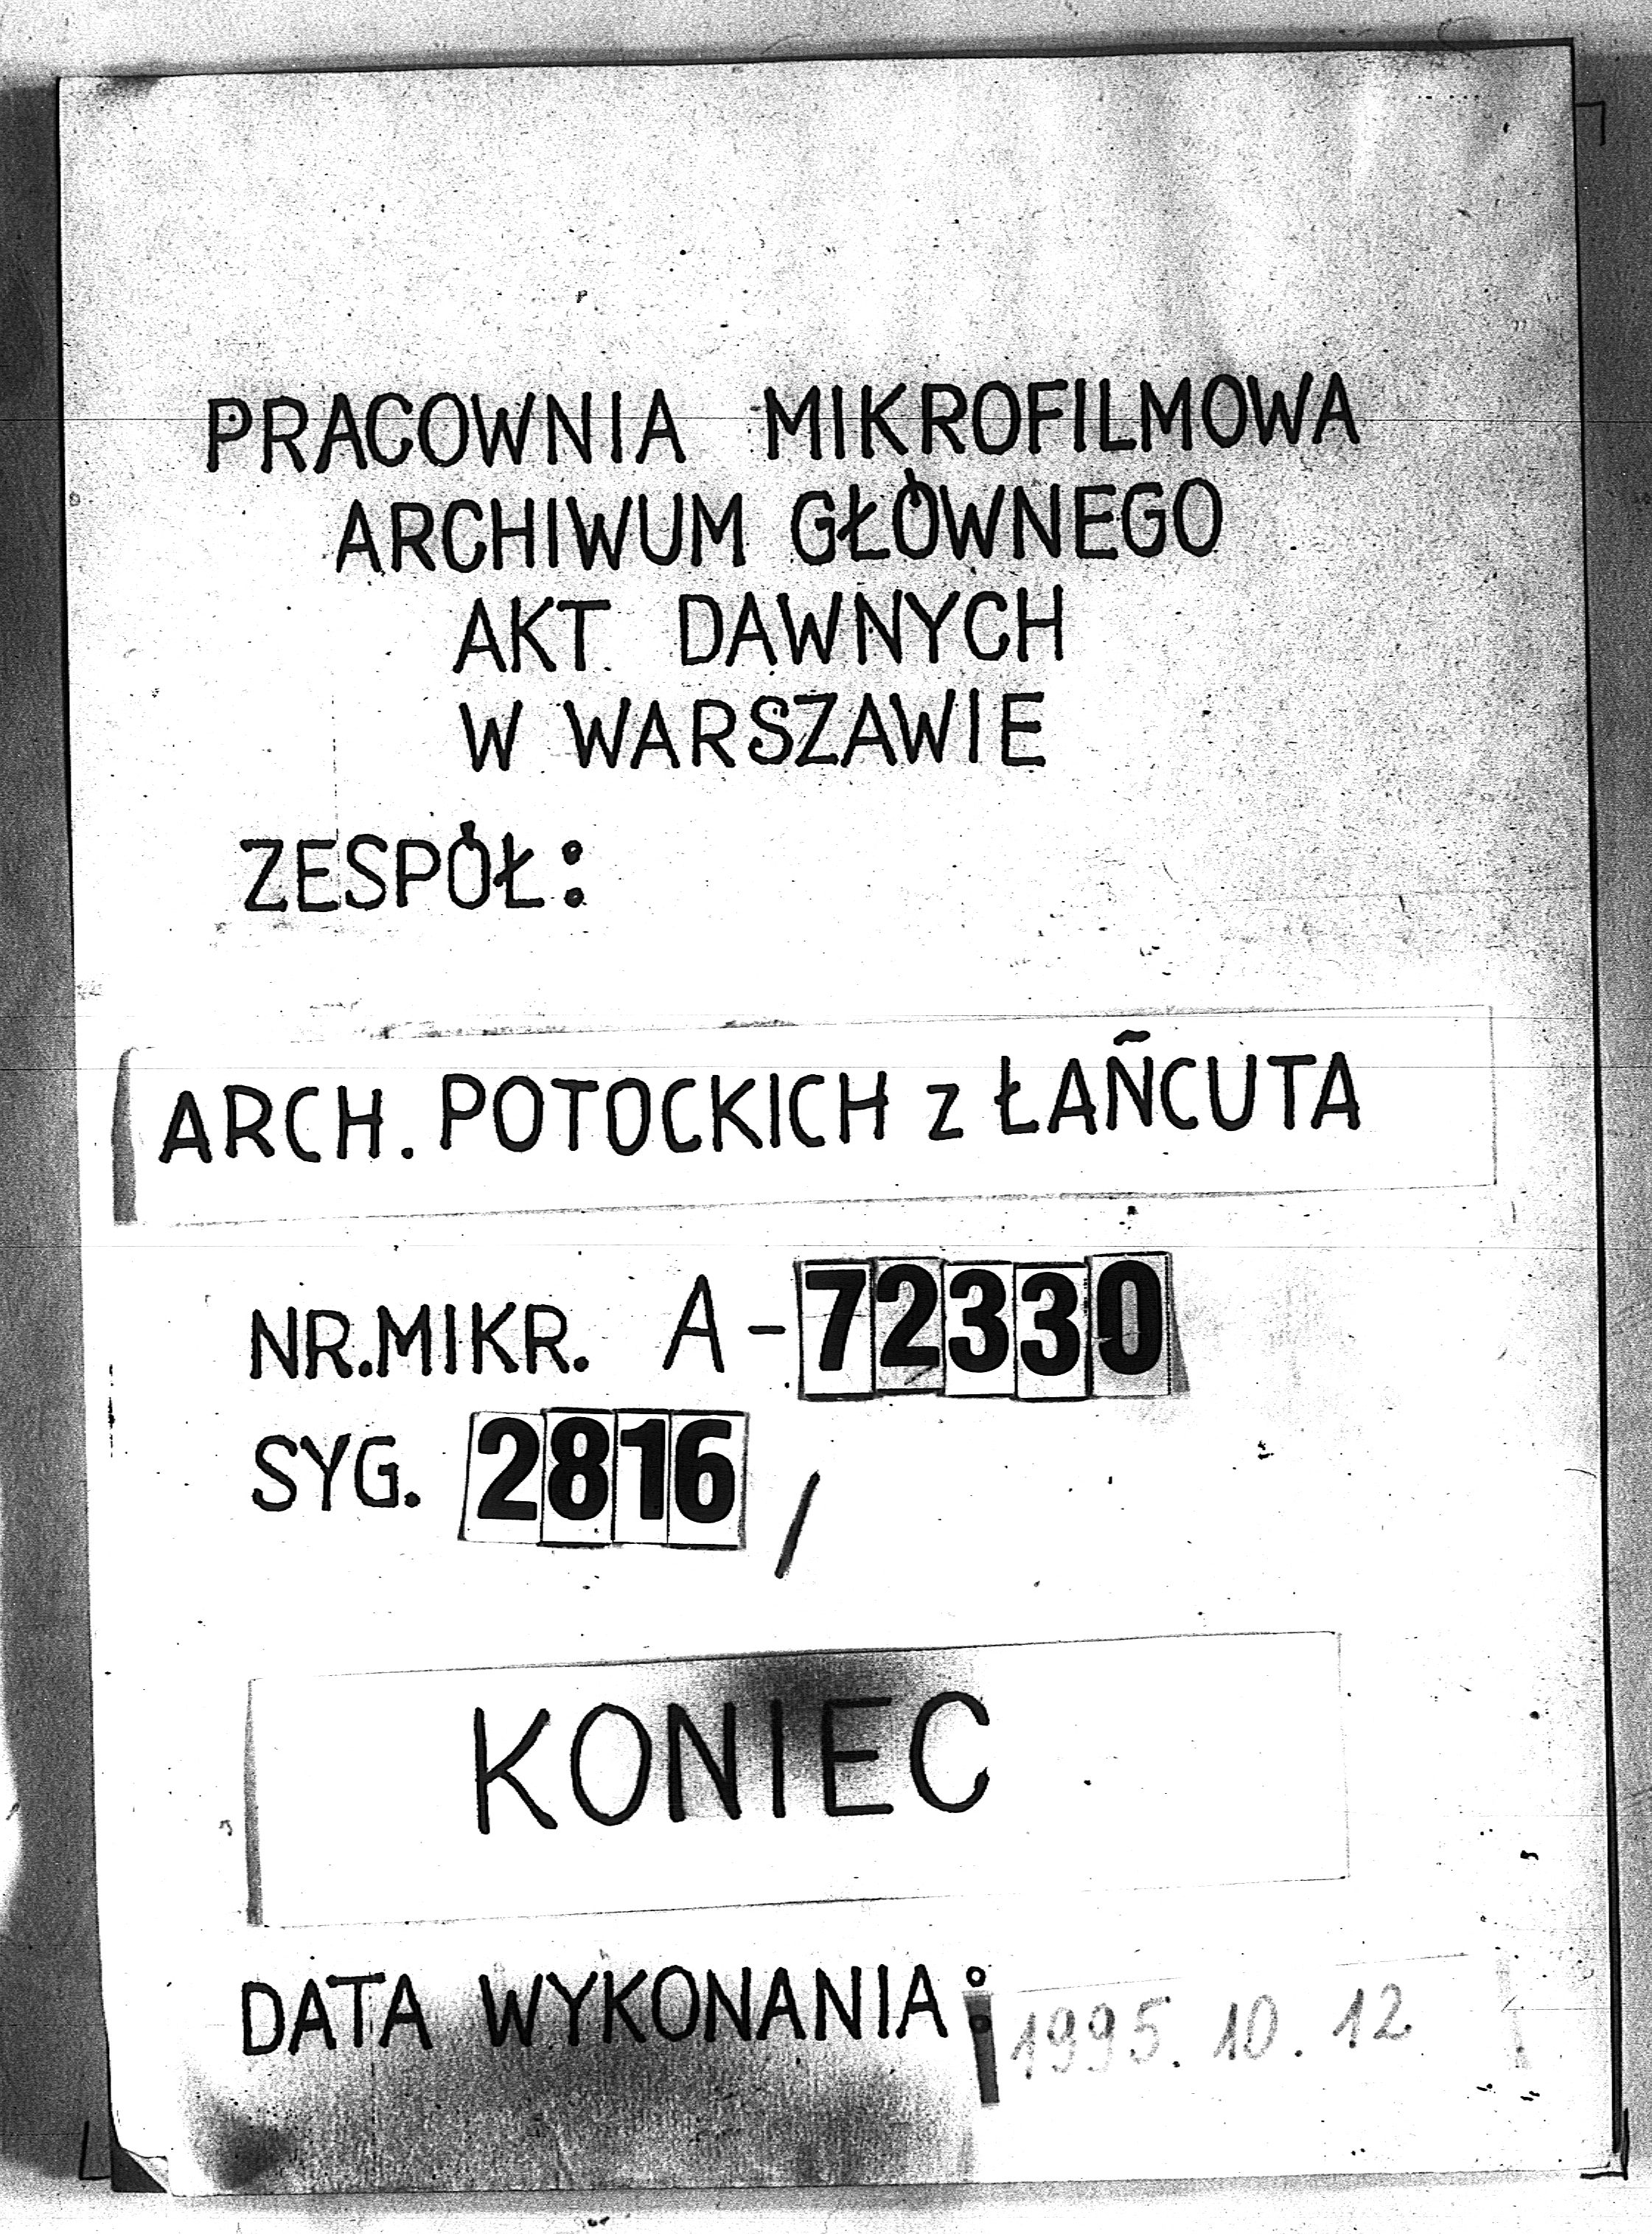 PRACOWNIA MIKROFILMOWA
ARCHIWUM GŁÓWNEGO
AKT DAWNYCH
W WARSZAWIE
ZESPÓŁ:
ARCH. POTOCKICH z ŁAŃCUTA
NR.MIKR. A-72330
SYG. 2816 /
KONIEC
DATA WYKONANIA: 1995.10.12